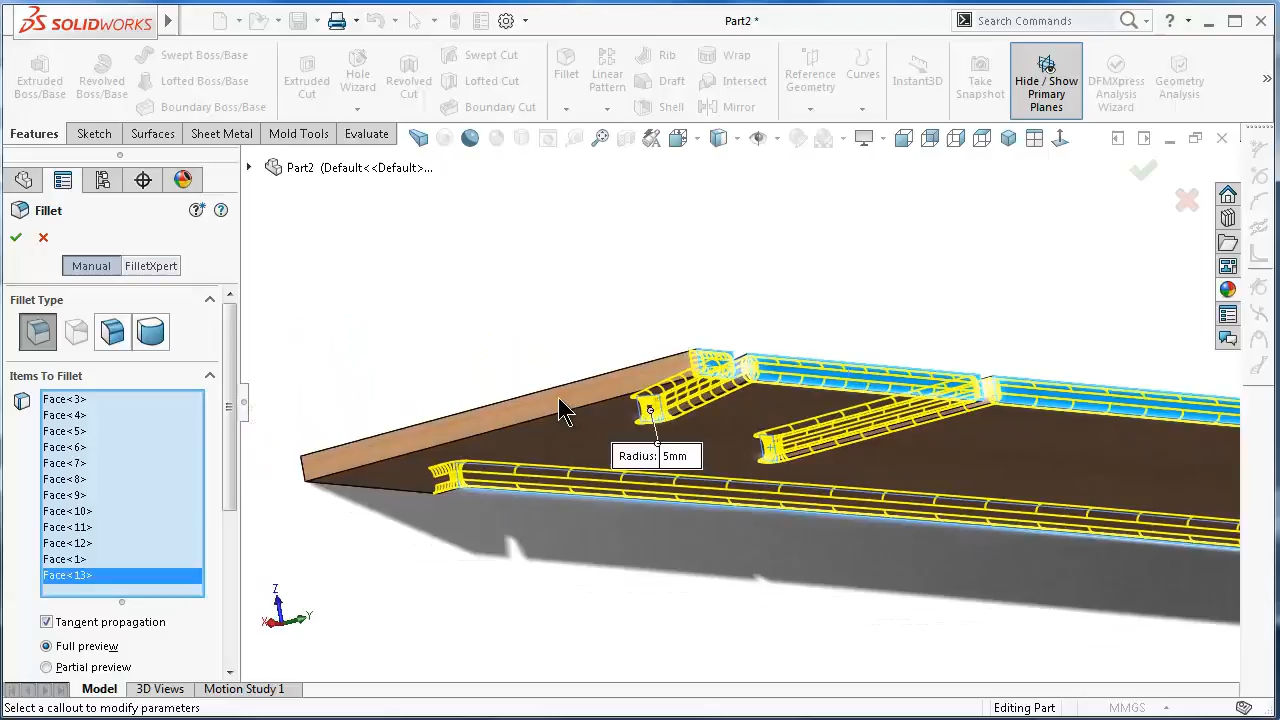 SOLIDWORKS
Part2 *
Search Commands
Extruded Boss/Base
Revolved Boss/Base
Swept Boss/Base
Lofted Boss/Base
Boundary Boss/Base
Extruded Cut
Hole Wizard
Revolved Cut
Swept Cut
Lofted Cut
Boundary Cut
Fillet
Linear Pattern
Rib
Draft
Shell
Wrap
Intersect
Mirror
Reference Geometry
Curves
Instant3D
Take Snapshot
Hide / Show Primary Planes
DFMXpress Analysis Wizard
Geometry Analysis
Features
Sketch
Surfaces
Sheet Metal
Mold Tools
Evaluate
Part2 (Default<<Default>...
Fillet
Manual
FilletXpert
Fillet Type
Items To Fillet
Face<3>
Face<4>
Face<5>
Face<6>
Face<7>
Face<8>
Face<9>
Face<10>
Face<11>
Face<12>
Face<1>
Face<13>
Tangent propagation
Full preview
Partial preview
Radius: 5mm
Z
X
Y
Model
3D Views
Motion Study 1
Select a callout to modify parameters
Editing Part
MMGS